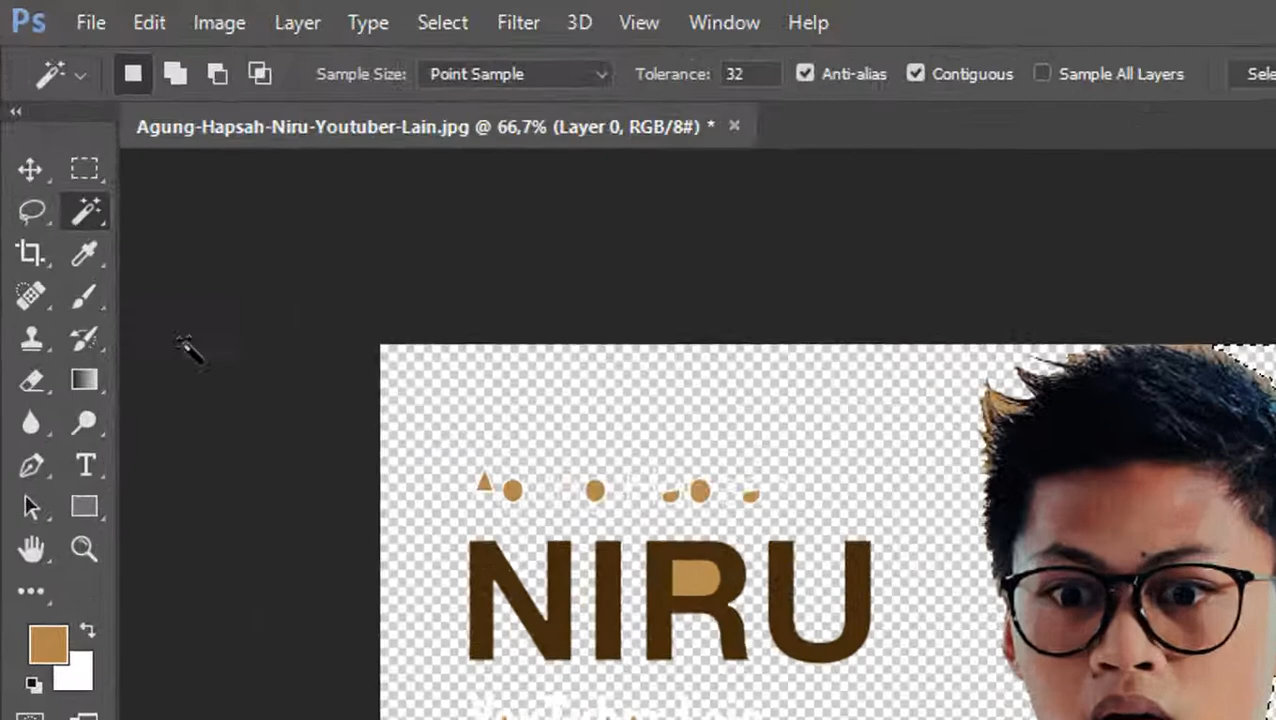 Ps File Edit Image Layer Type Select Filter 3D View Window Help
Sample Size: Point Sample Tolerance: 32 Anti-alias Contiguous Sample All Layers
Agung-Hapsah-Niru-Youtuber-Lain.jpg @ 66,7% (Layer 0, RGB/8#) *
NIRU